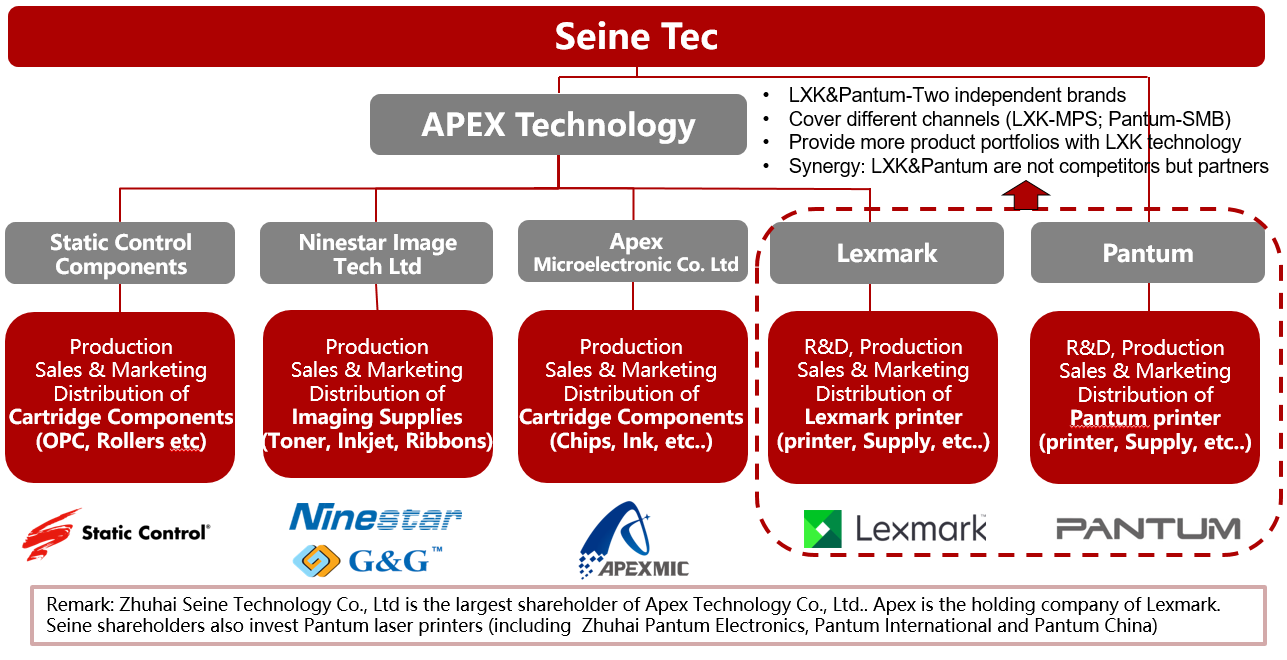 Seine Tec
APEX Technology
• LXK&Pantum-Two independent brands
• Cover different channels (LXK-MPS; Pantum-SMB)
• Provide more product portfolios with LXK technology
• Synergy: LXK&Pantum are not competitors but partners
Static Control
Components
Ninestar Image
Tech Ltd
Apex
Microelectronic Co. Ltd
Lexmark
Pantum
Production
Sales & Marketing
Distribution of
Cartridge Components
(OPC, Rollers etc)
Production
Sales & Marketing
Distribution of
Imaging Supplies
(Toner, Inkjet, Ribbons)
Production
Sales & Marketing
Distribution of
Cartridge Components
(Chips, Ink, etc..)
R&D, Production
Sales & Marketing
Distribution of
Lexmark printer
(printer, Supply, etc..)
R&D, Production
Sales & Marketing
Distribution of
Pantum printer
(printer, Supply, etc..)
Static Control®
Ninestar
G&G™
APEXMIC
Lexmark™
PANTUM
Remark: Zhuhai Seine Technology Co., Ltd is the largest shareholder of Apex Technology Co., Ltd.. Apex is the holding company of Lexmark.
Seine shareholders also invest Pantum laser printers (including Zhuhai Pantum Electronics, Pantum International and Pantum China)